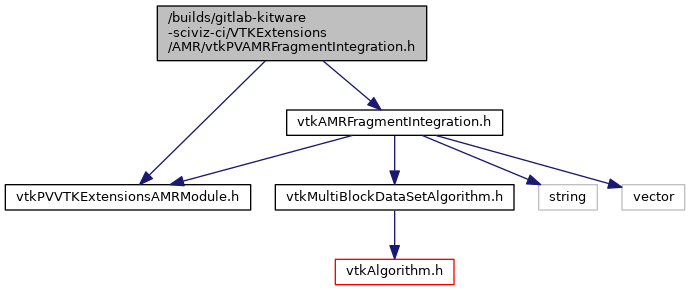 /builds/gitlab-kitware
-sciviz-ci/VTKExtensions
/AMR/vtkPVAMRFragmentIntegration.h
vtkAMRFragmentIntegration.h
vtkPVVTKExtensionsAMRModule.h
vtkMultiBlockDataSetAlgorithm.h
string
vector
vtkAlgorithm.h